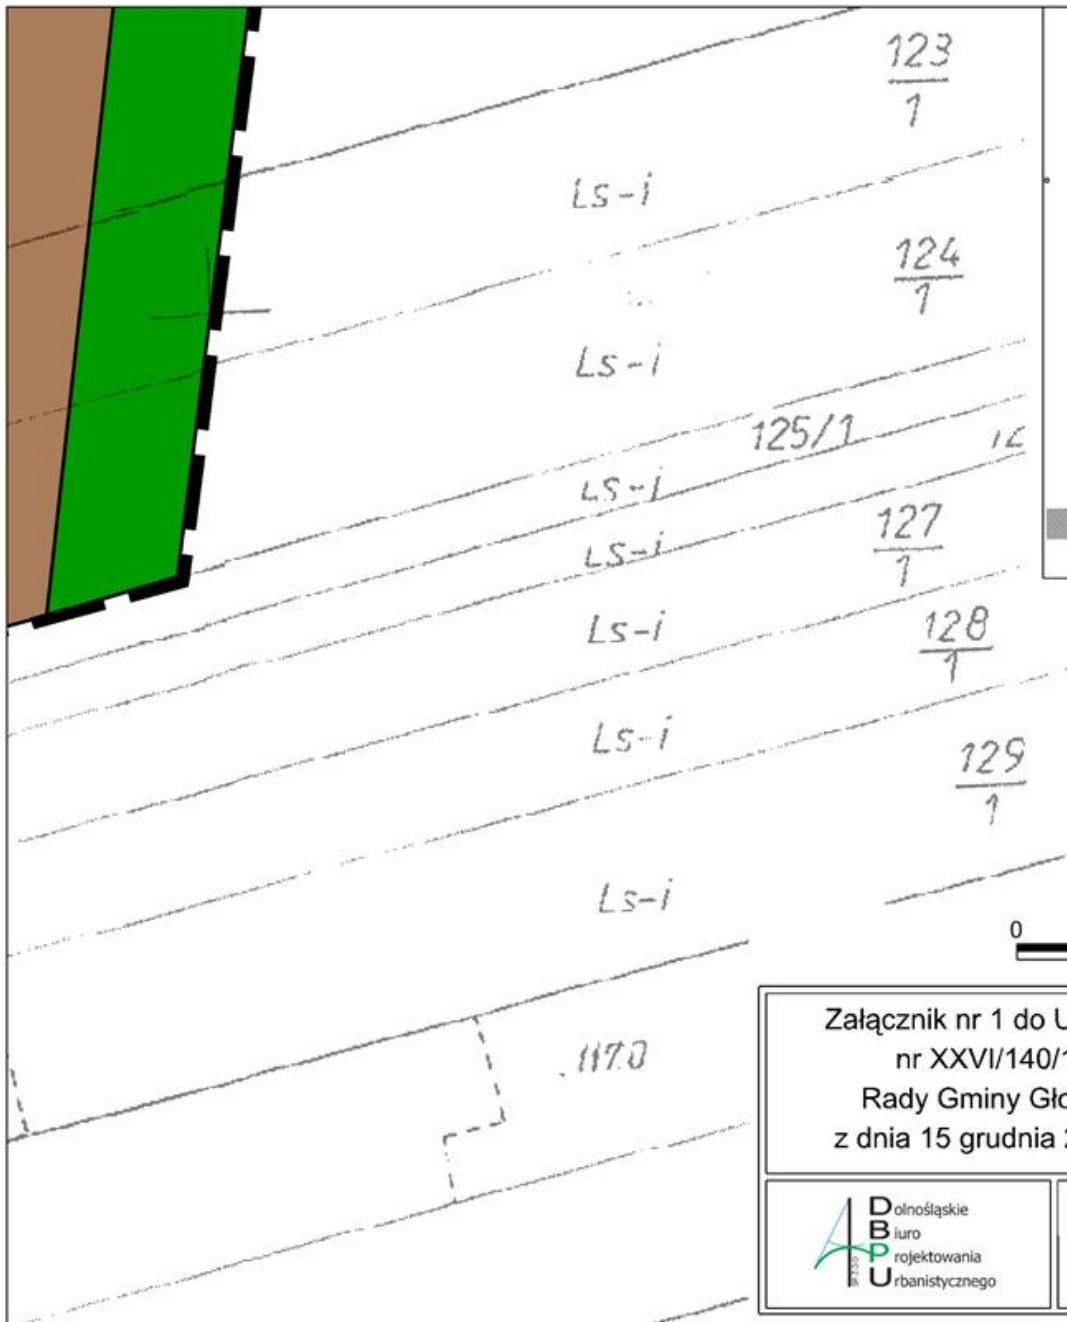 123
1
Ls-i
124
1
Ls-i
125/1
Ls-i
127
1
Ls-i
128
1
Ls-i
Ls-i
129
1
Ls-i
0
117.0
Załącznik nr 1 do U
nr XXVI/140/1
Rady Gminy Gło
z dnia 15 grudnia 2
Dolnośląskie
Biuro
Projektowania
Urbanistycznego